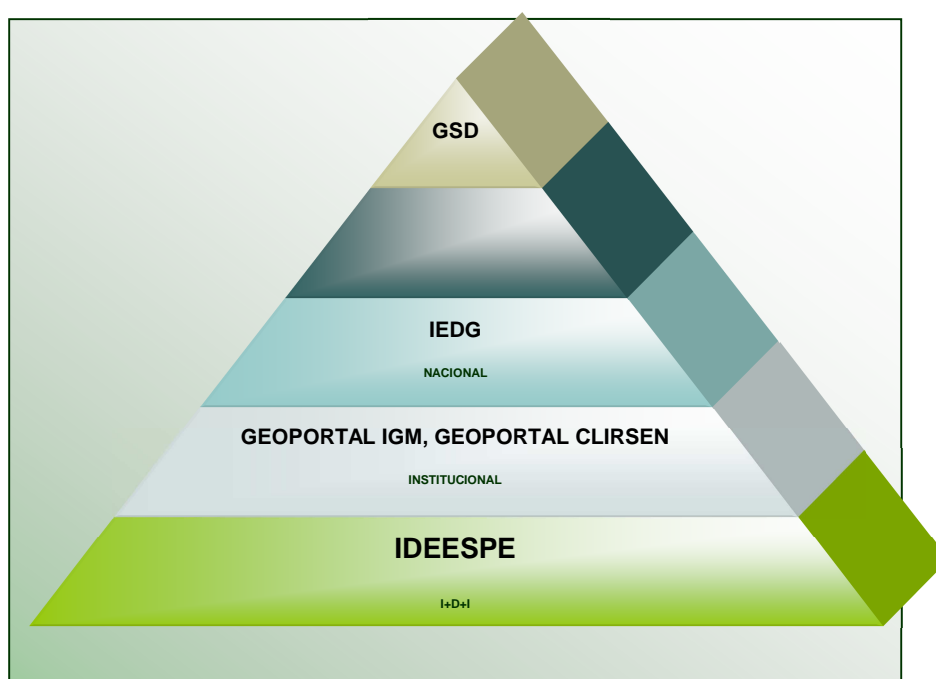 GSD
IEDG
NACIONAL
GEOPORTAL IGM, GEOPORTAL CLIRSEN
INSTITUCIONAL
IDEESPE
I+D+I